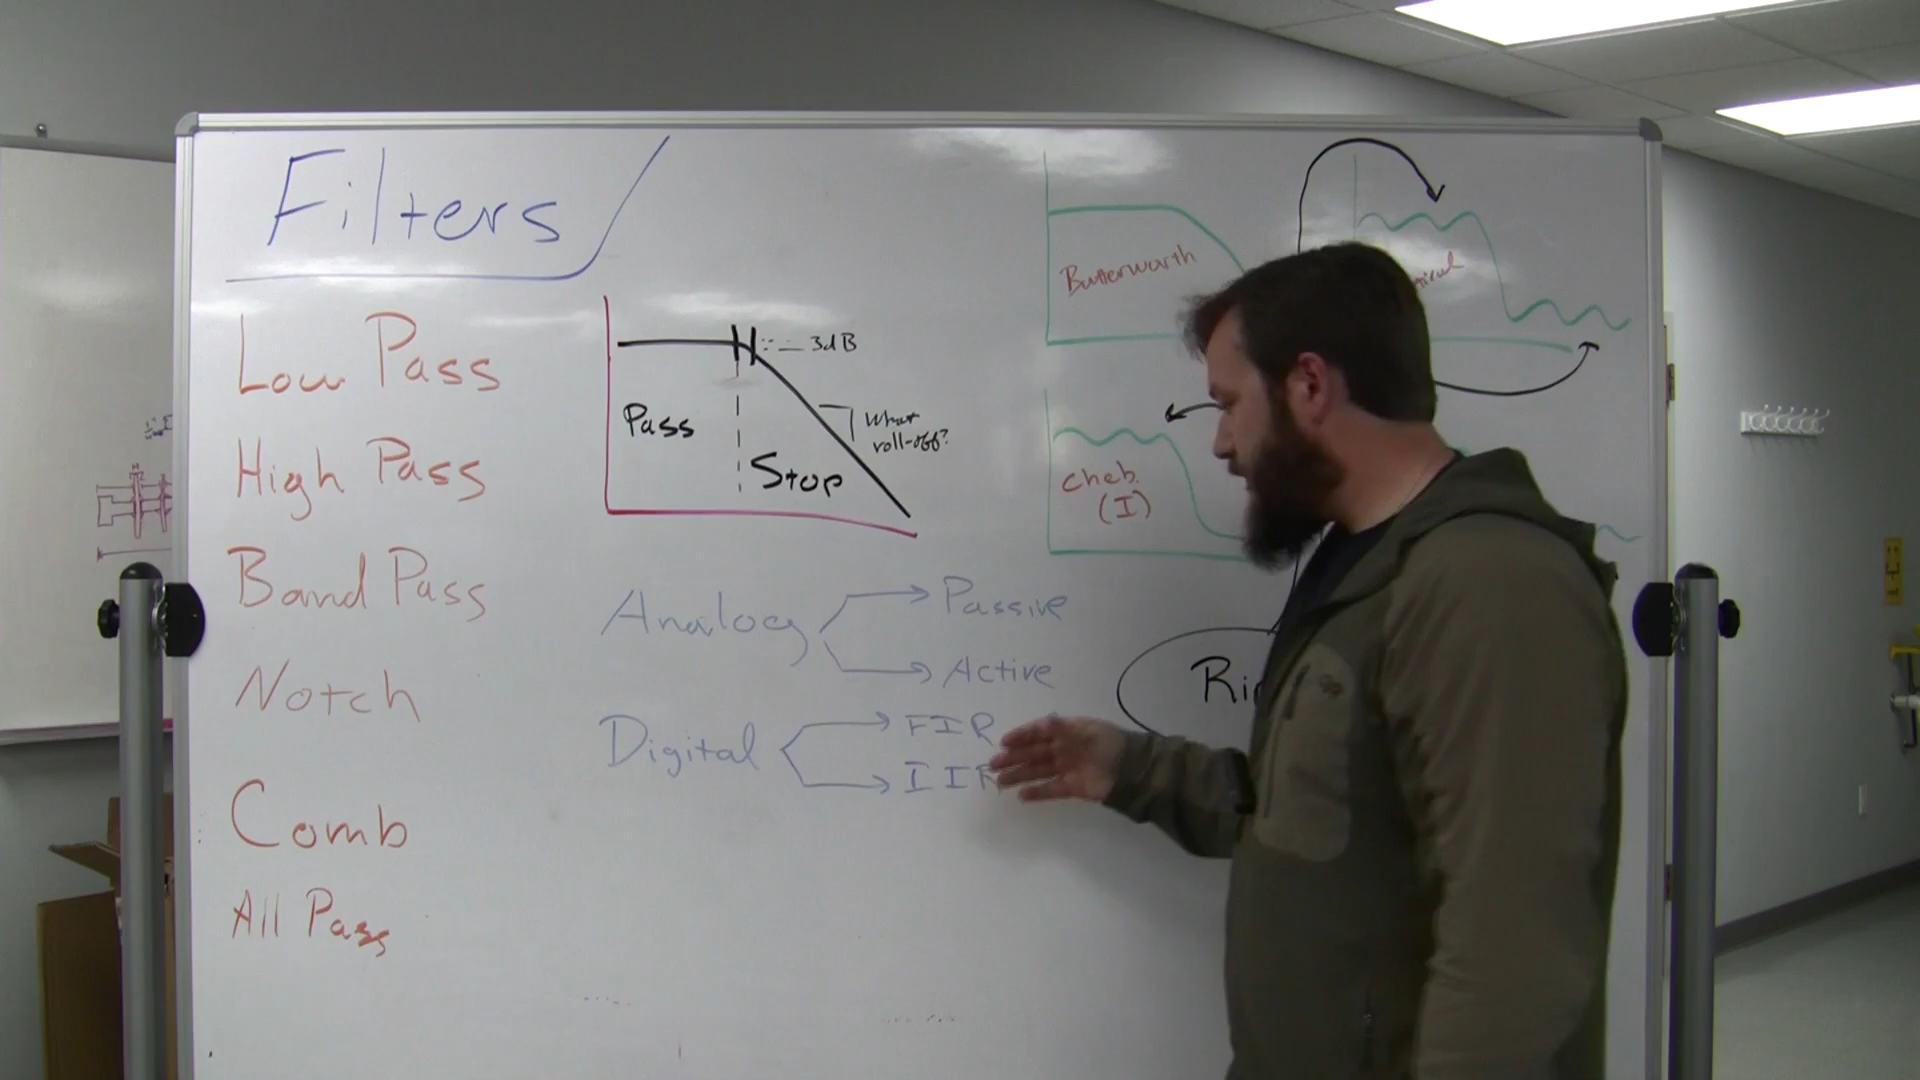 Filters
Low Pass
High Pass
Band Pass
Notch
Comb
All Pass
3dB
Pass
Stop
What
roll-off?
Analog
Passive
Active
Digital
FIR
IIR
Butterworth
Cheb.
(I)